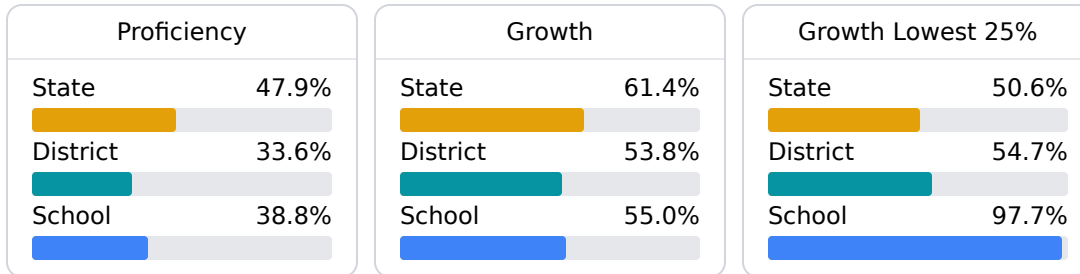 Proficiency
State 47.9%
District 33.6%
School 38.8%
Growth
State 61.4%
District 53.8%
School 55.0%
Growth Lowest 25%
State 50.6%
District 54.7%
School 97.7%